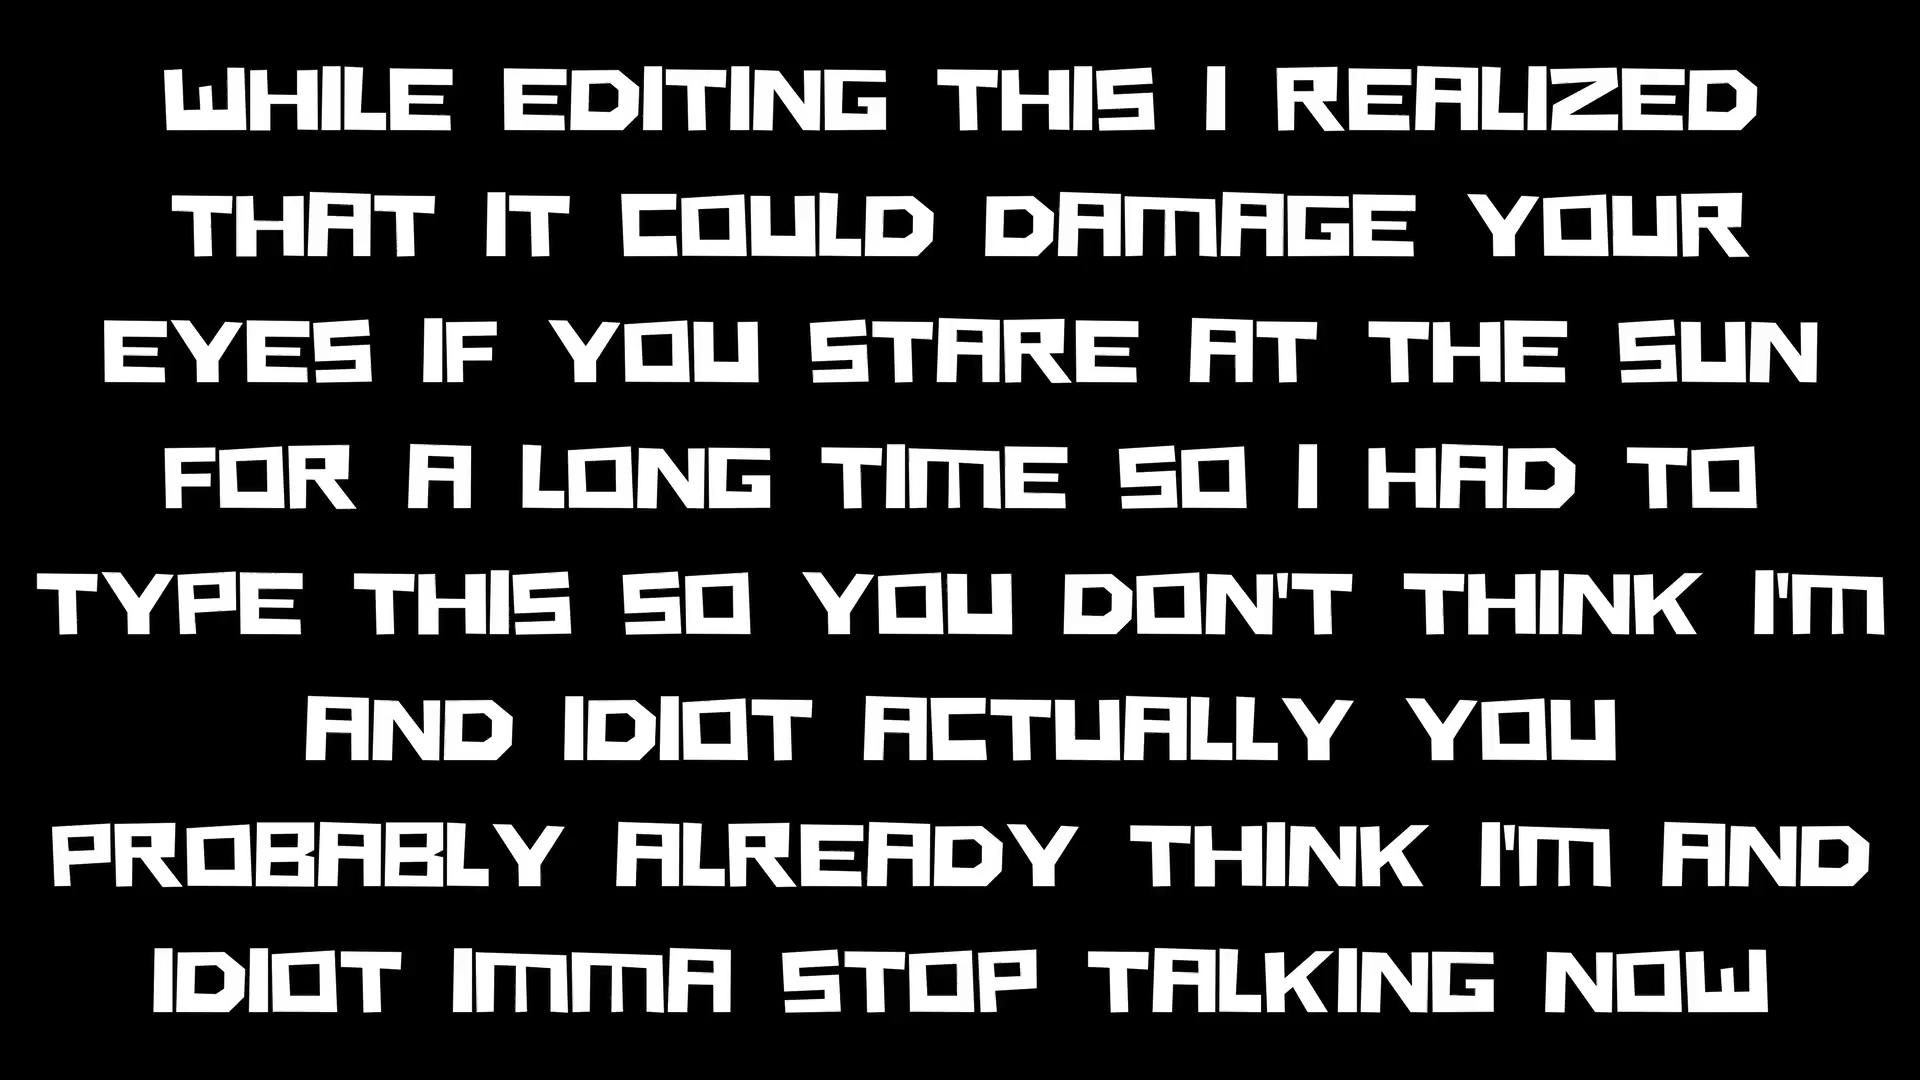 WHILE EDITING THIS I REALIZED
THAT IT COULD DAMAGE YOUR
EYES IF YOU STARE AT THE SUN
FOR A LONG TIME SO I HAD TO
TYPE THIS SO YOU DON'T THINK I'M
AND IDIOT ACTUALLY YOU
PROBABLY ALREADY THINK I'M AND
IDIOT IMMA STOP TALKING NOW